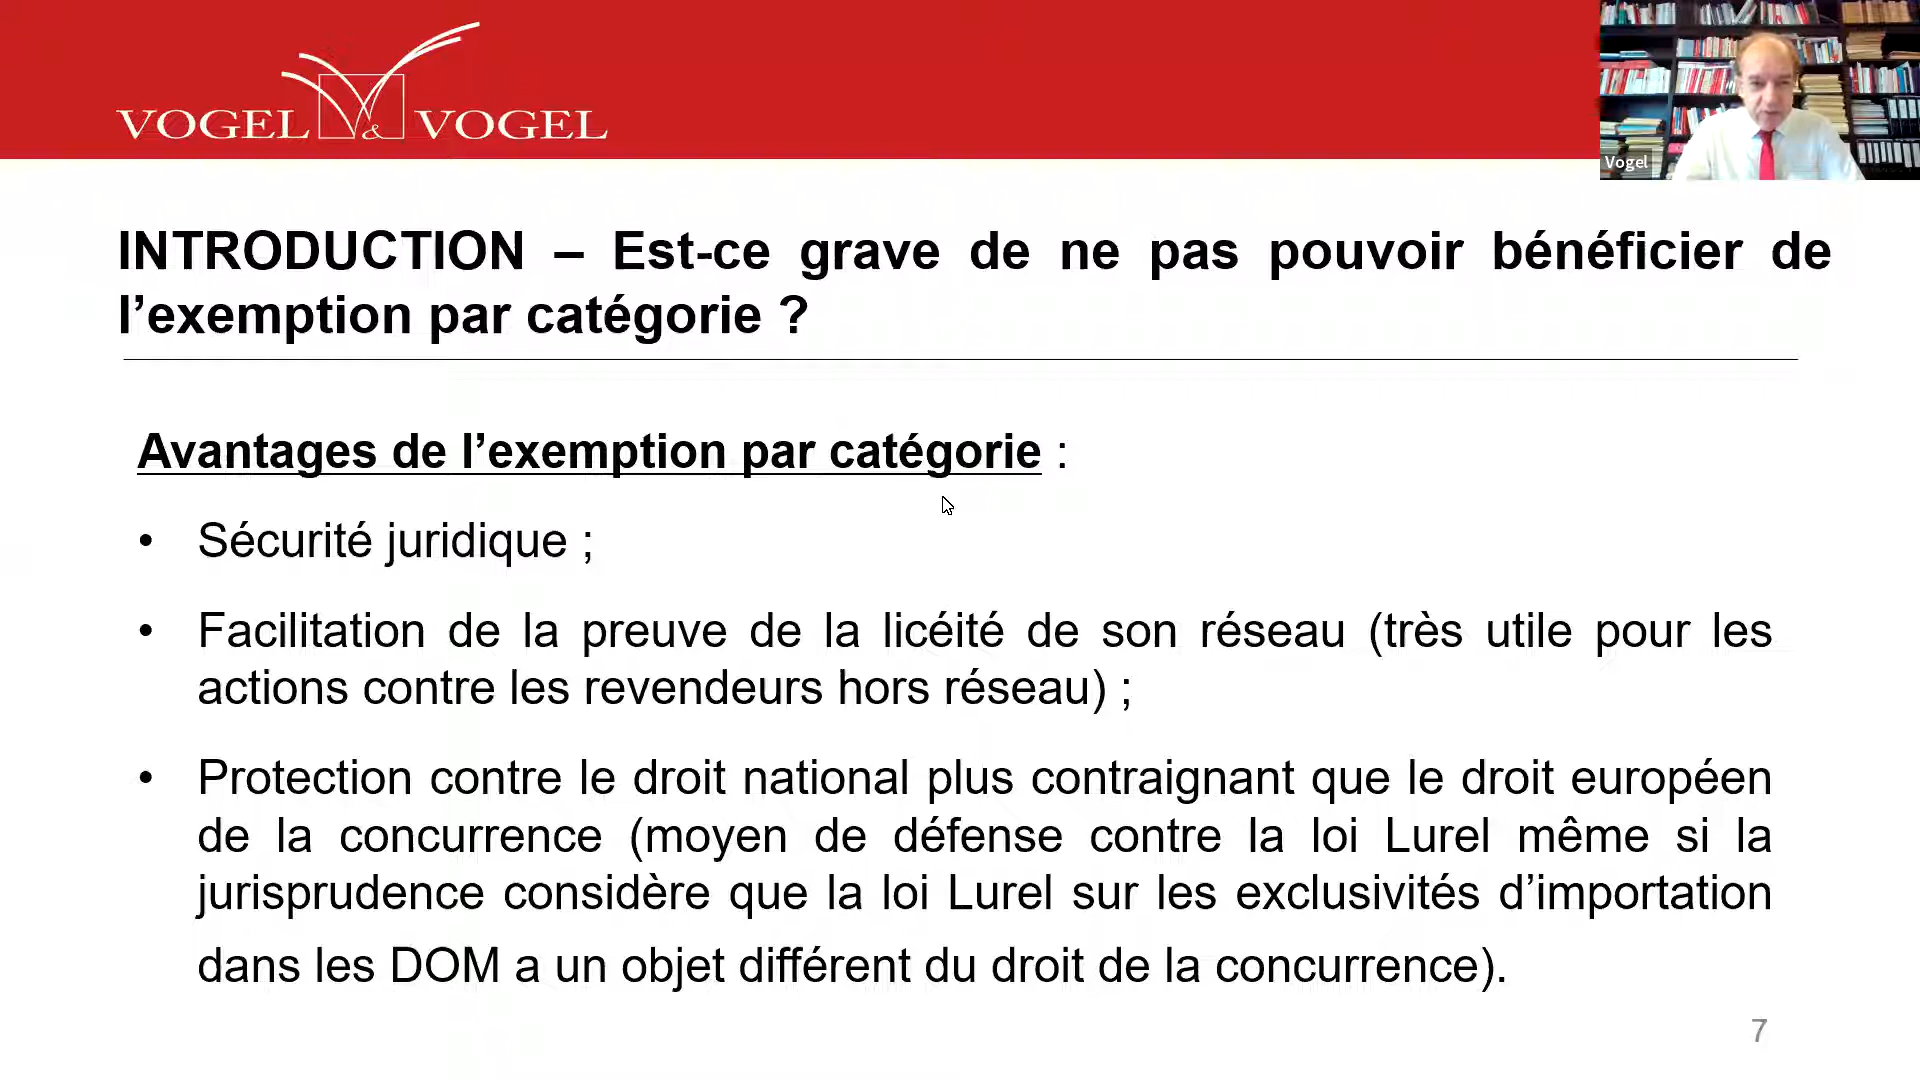 VOGEL & VOGEL
Vogel
INTRODUCTION – Est-ce grave de ne pas pouvoir bénéficier de
l’exemption par catégorie ?
Avantages de l’exemption par catégorie :
• Sécurité juridique ;
• Facilitation de la preuve de la licéité de son réseau (très utile pour les
actions contre les revendeurs hors réseau) ;
• Protection contre le droit national plus contraignant que le droit européen
de la concurrence (moyen de défense contre la loi Lurel même si la
jurisprudence considère que la loi Lurel sur les exclusivités d’importation
dans les DOM a un objet différent du droit de la concurrence).
7